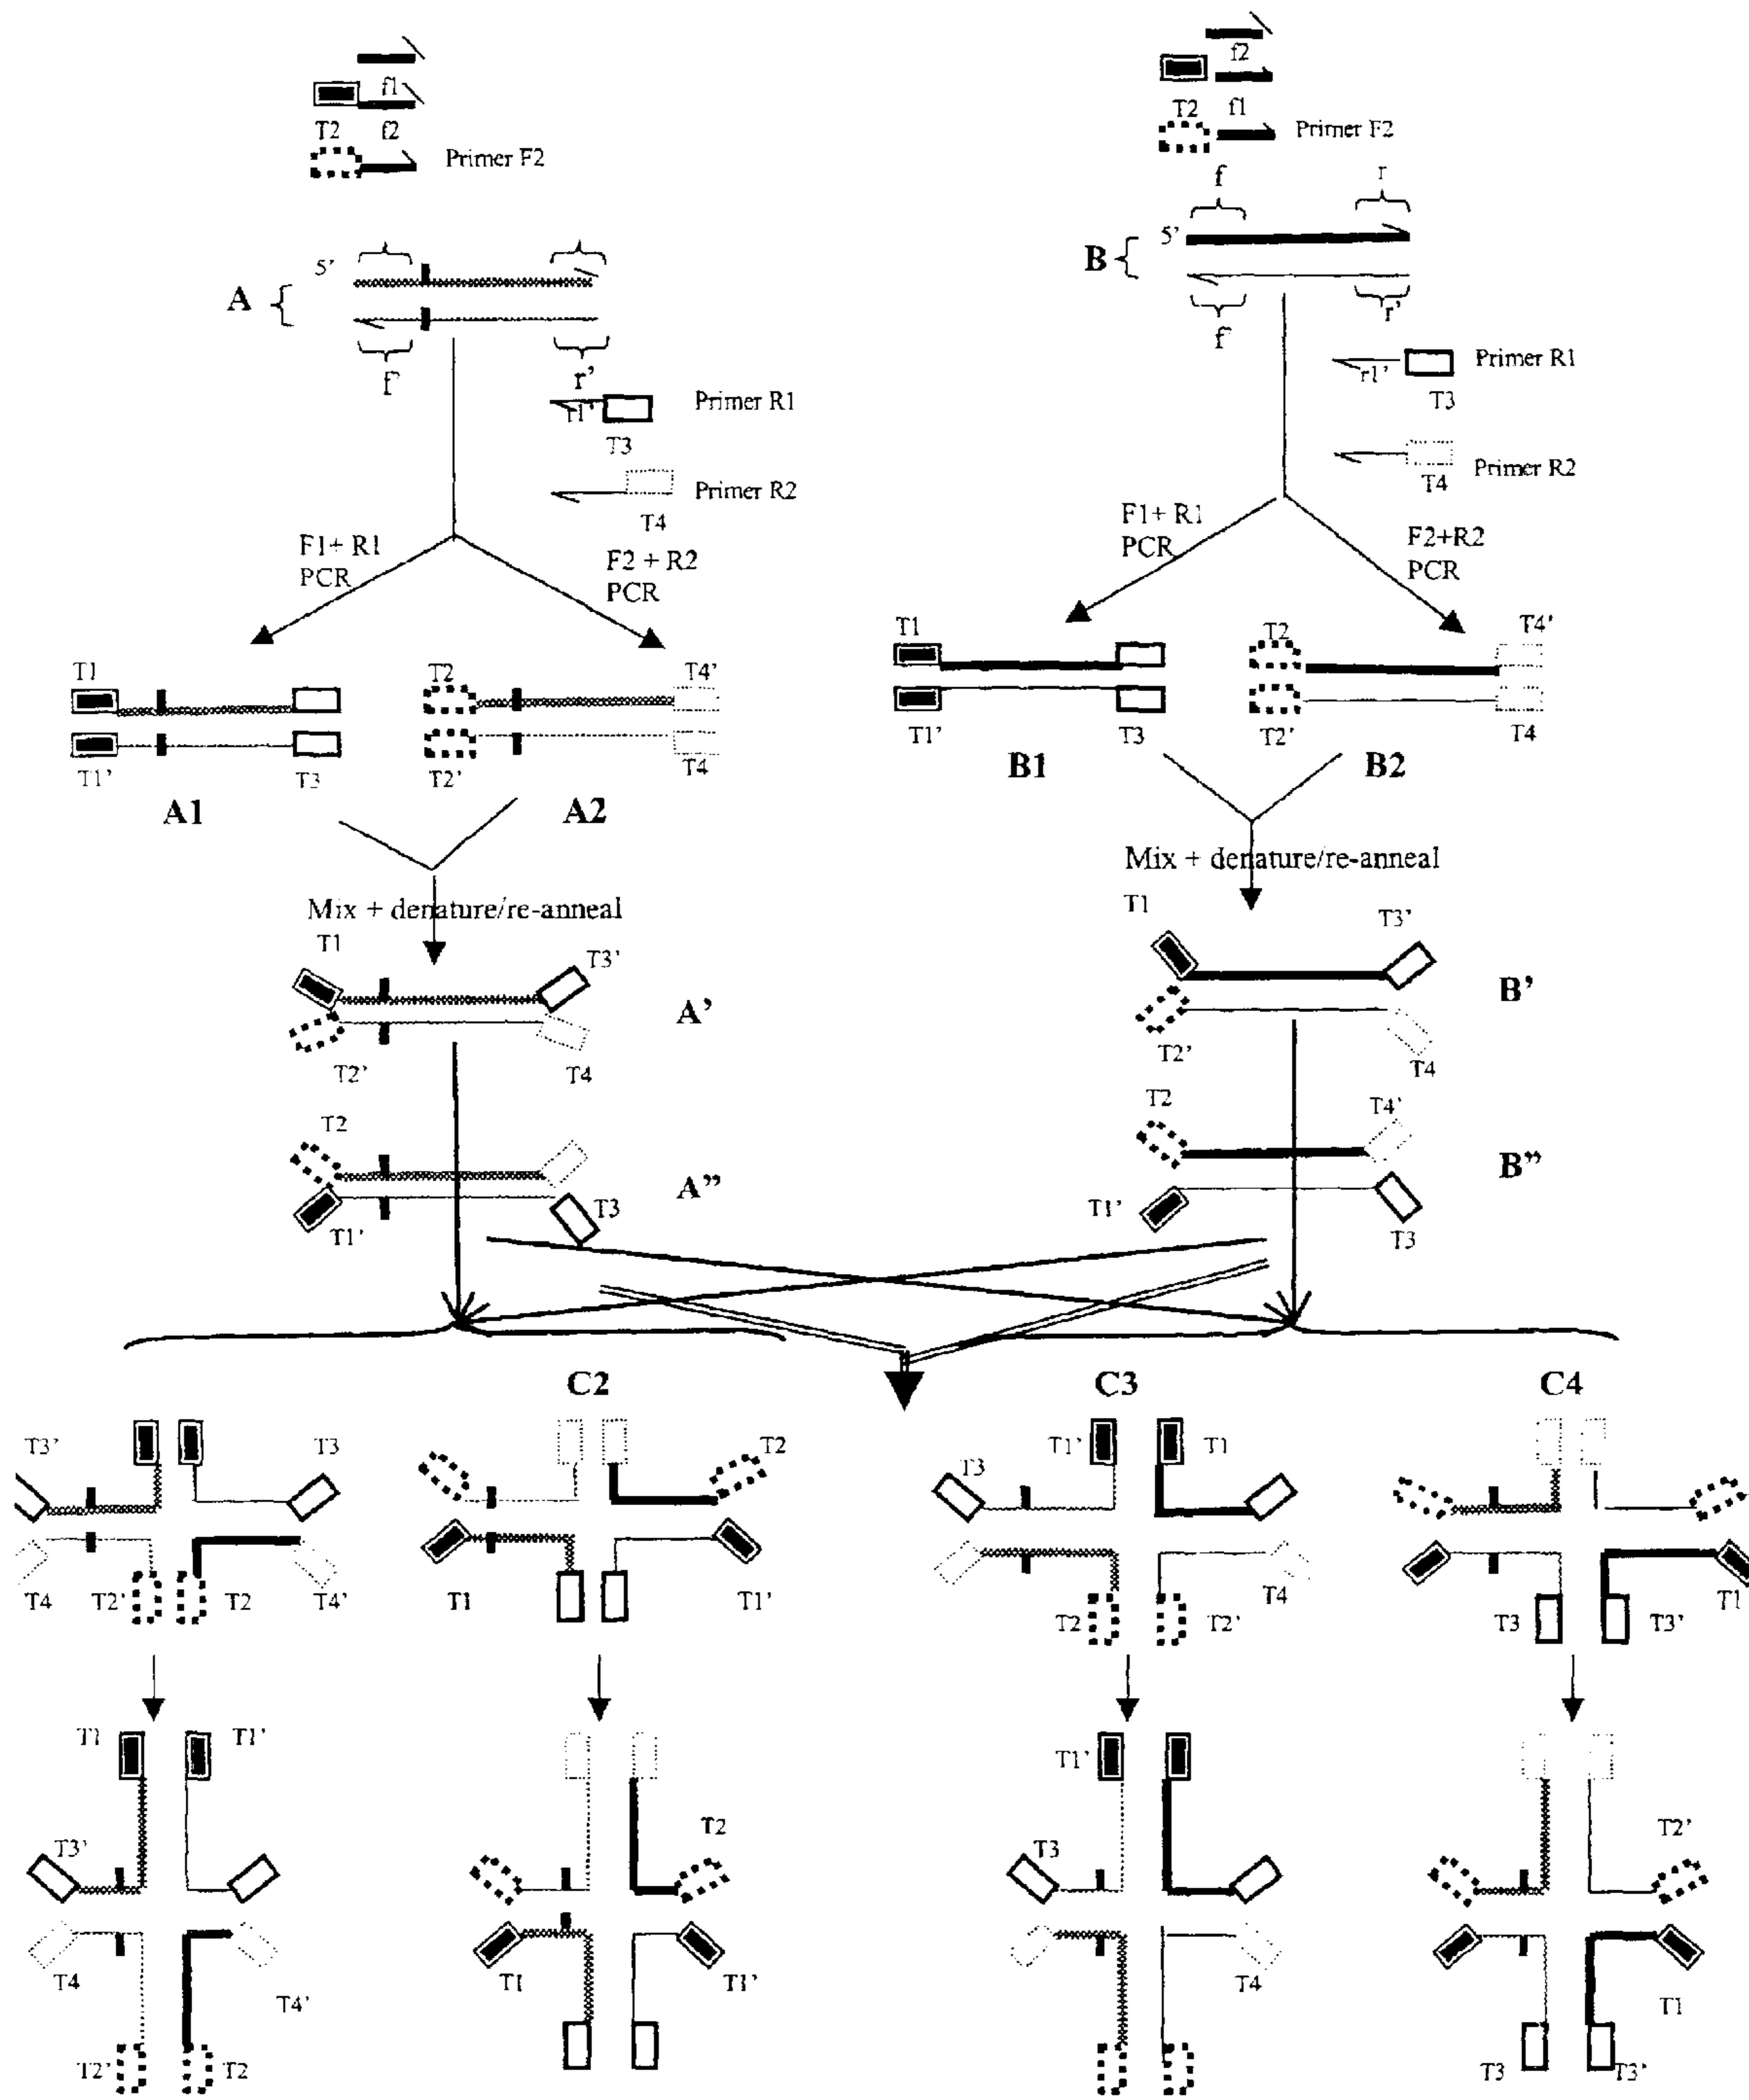 f1
T2
f2
Primer F2
5'
A
f'
r'
r1'
Primer R1
T3
Primer R2
T4
F1+ R1
PCR
F2 + R2
PCR
T1
T2
T4'
T1'
T3
T2'
T4
A1
A2
Mix + denature/re-anneal
T1
T3'
A'
T2'
T4
T2
A”
T1'
T3
f2
T2
f1
Primer F2
f
r
5'
B
f'
r'
r1'
Primer R1
T3
Primer R2
T4
F1+ R1
PCR
F2+R2
PCR
T1
T2
T4'
T1'
T3
T2'
T4
B1
B2
Mix + denature/re-anneal
T1
T3'
B'
T2'
T4
T2
T4'
B”
T1'
T3
C2
C3
C4
T3'
T3
T4
T2'
T2
T4'
T2
T1
T1'
T1'
T1
T3
T2
T2'
T4
T1
T3
T3'
T1
T1'
T3'
T4
T4'
T2'
T2
T2
T1
T1'
T1'
T3
T4
T2'
T1
T3
T3'